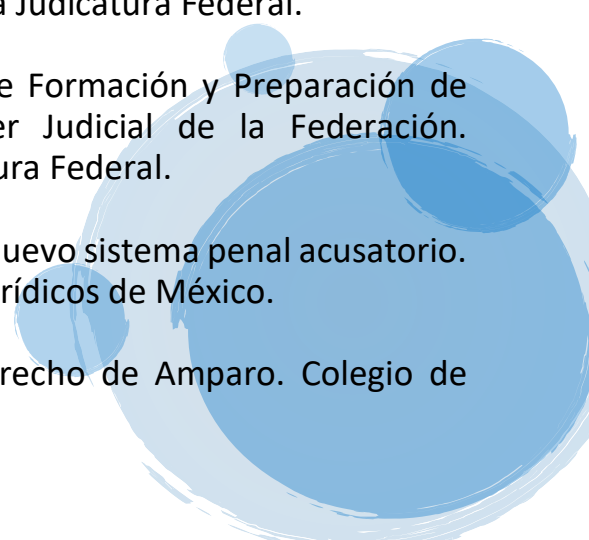 a Judicatura Federal.
e Formación y Preparación de
er Judicial de la Federación.
ura Federal.
uevo sistema penal acusatorio.
rídicos de México.
recho de Amparo. Colegio de